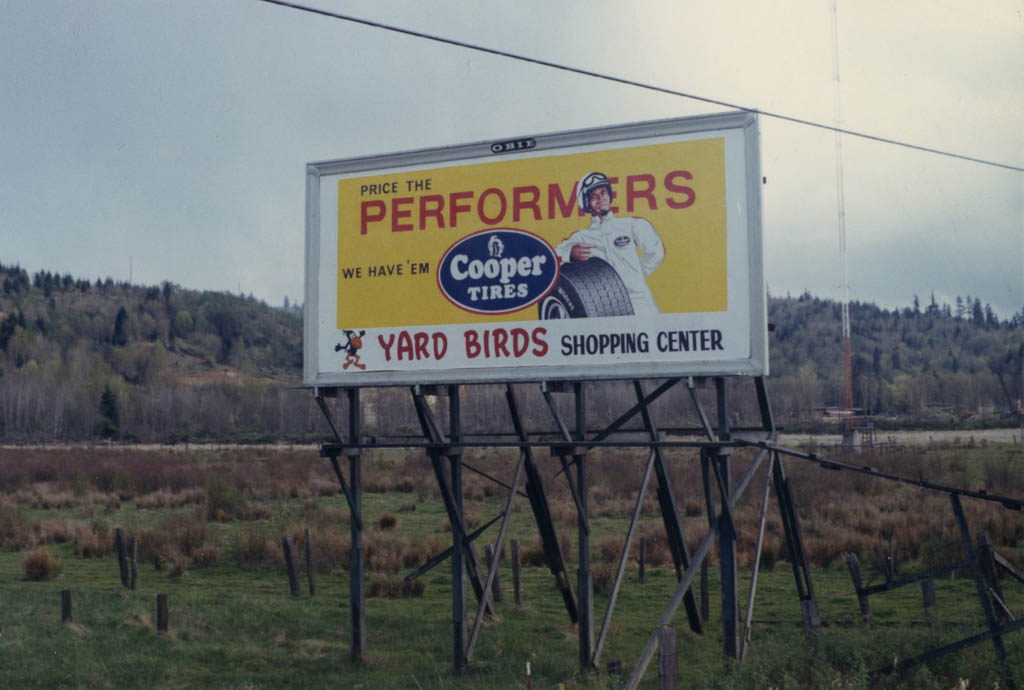 OBIE
PRICE THE
PERFORMERS
WE HAVE 'EM
Cooper
TIRES
YARD BIRDS SHOPPING CENTER